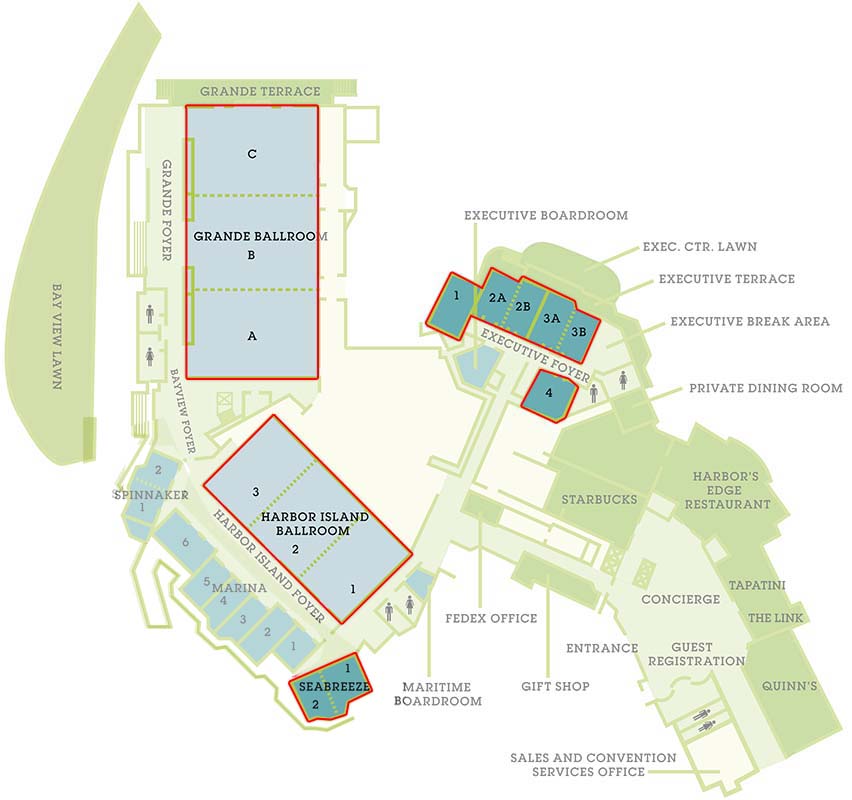 GRANDE TERRACE
C
GRANDE FOYER
GRANDE BALLROOM
B
A
BAY VIEW LAWN
BAYVIEW FOYER
EXECUTIVE BOARDROOM
EXEC. CTR. LAWN
EXECUTIVE TERRACE
1
2A
2B
3A
3B
EXECUTIVE BREAK AREA
EXECUTIVE FOYER
4
PRIVATE DINING ROOM
2
SPINNAKER
1
3
HARBOR ISLAND
BALLROOM
2
1
HARBOR ISLAND FOYER
STARBUCKS
HARBOR'S
EDGE
RESTAURANT
6
MARINA
5
4
3
2
1
TAPATINI
CONCIERGE
THE LINK
FEDEX OFFICE
ENTRANCE
GUEST
REGISTRATION
1
SEABREEZE
2
MARITIME
BOARDROOM
GIFT SHOP
QUINN'S
SALES AND CONVENTION
SERVICES OFFICE